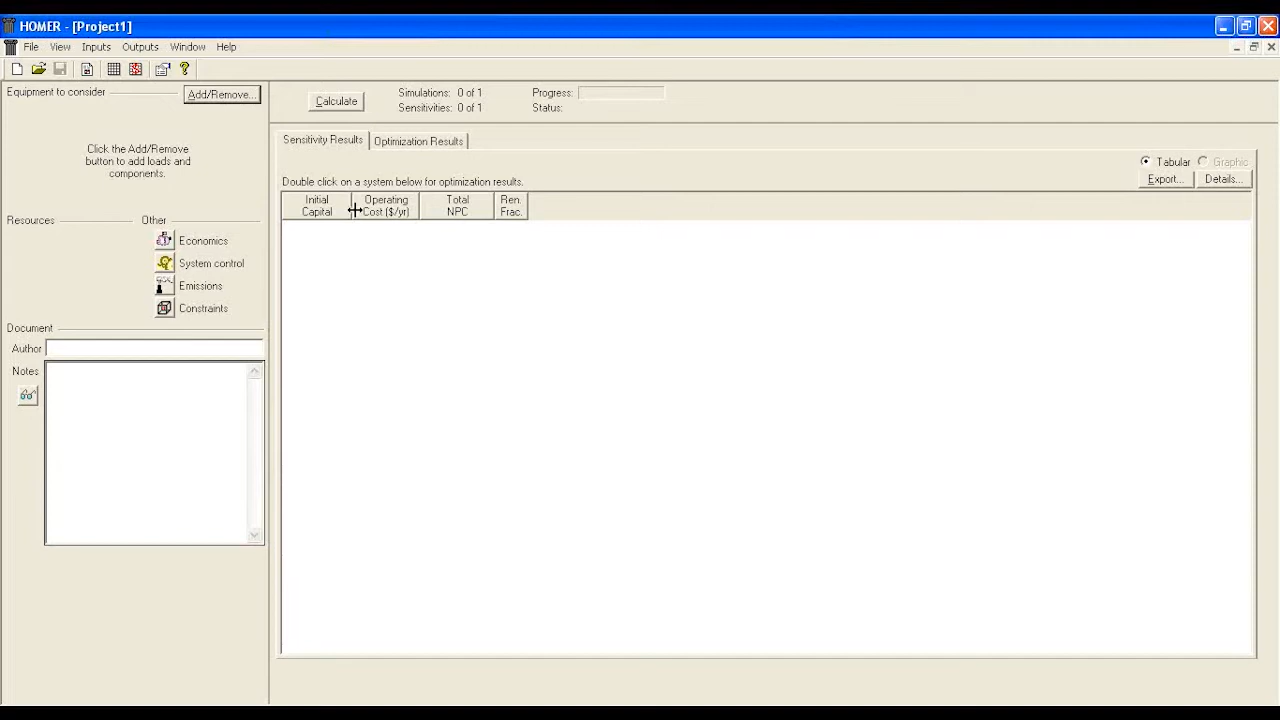 HOMER - [Project1]
File View Inputs Outputs Window Help
Equipment to consider Add/Remove...
Click the Add/Remove
button to add loads and
components.
Resources Other
Economics
System control
Emissions
Constraints
Document
Author
Notes
Calculate
Simulations: 0 of 1 Progress:
Sensitivities: 0 of 1 Status:
Sensitivity Results Optimization Results
Tabular Graphic
Double click on a system below for optimization results. Export... Details...
Initial Operating Total Ren.
Capital Cost ($/yr) NPC Frac.